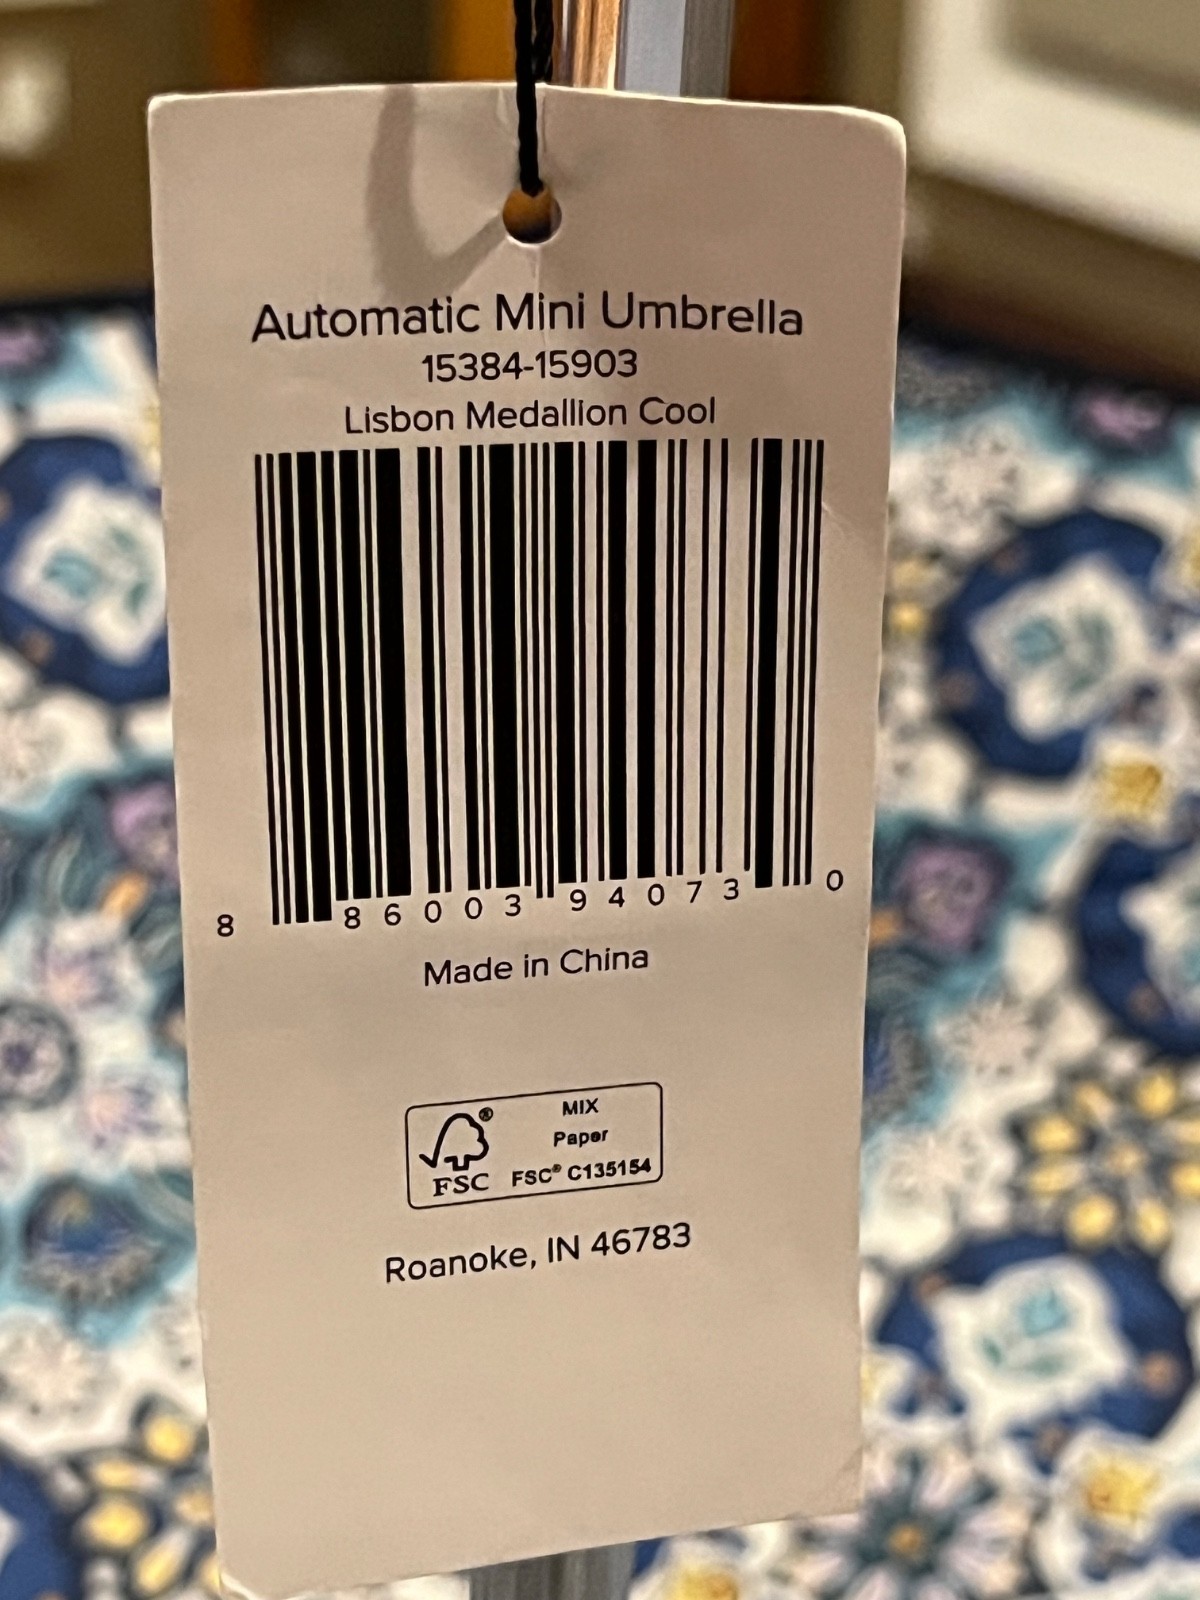 Automatic Mini Umbrella
15384-15903
Lisbon Medallion Cool
8 86003 94073 0
Made in China
FSC®
MIX
Paper
FSC® C135154
Roanoke, IN 46783